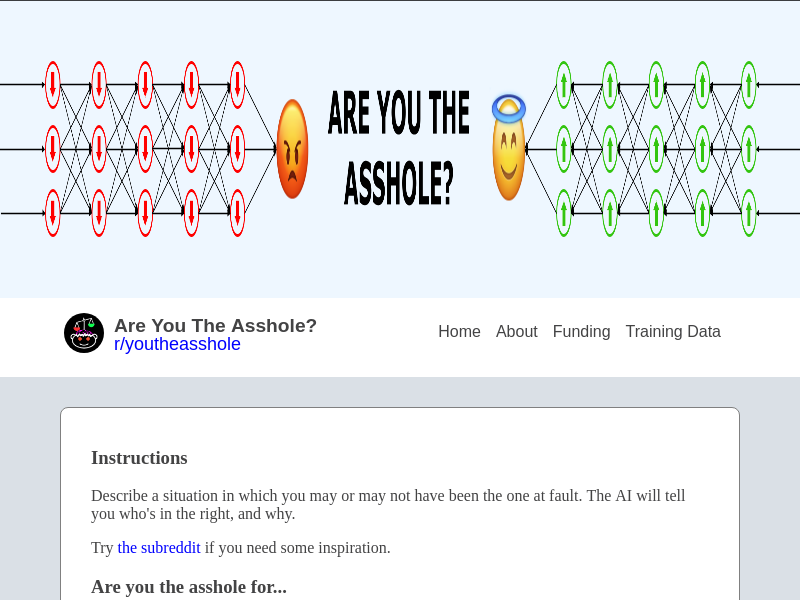 ARE YOU THE
ASSHOLE?
Are You The Asshole?
r/youtheasshole
Home About Funding Training Data
Instructions
Describe a situation in which you may or may not have been the one at fault. The AI will tell
you who's in the right, and why.
Try the subreddit if you need some inspiration.
Are you the asshole for...